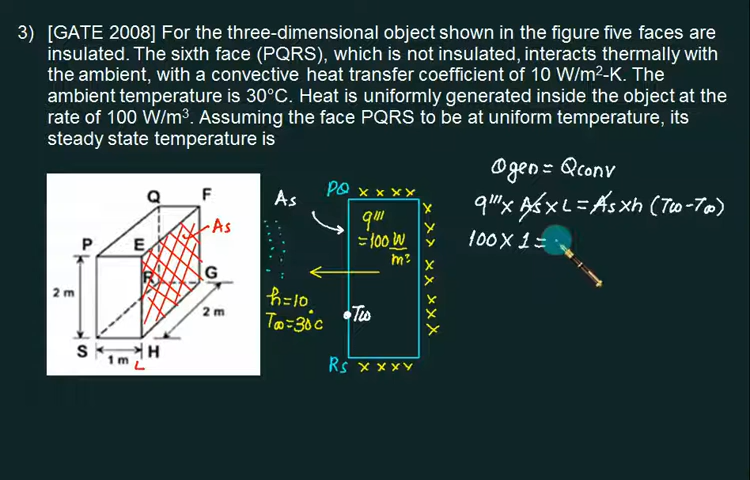 3) [GATE 2008] For the three-dimensional object shown in the figure five faces are
insulated. The sixth face (PQRS), which is not insulated, interacts thermally with
the ambient, with a convective heat transfer coefficient of 10 W/m²-K. The
ambient temperature is 30°C. Heat is uniformly generated inside the object at the
rate of 100 W/m³. Assuming the face PQRS to be at uniform temperature, its
steady state temperature is
Qgen = Qconv
q''' x As x L = As x h (Tω - T∞)
100 x 1 =
Q F
As
P E
R G
2 m
2 m
S H
1 m
L
As
PQ x x x x
x
x
x
x
x
x
x
x
q'''
= 100 W
m³
h = 10
T∞ = 30°C
Tω
RS x x x x